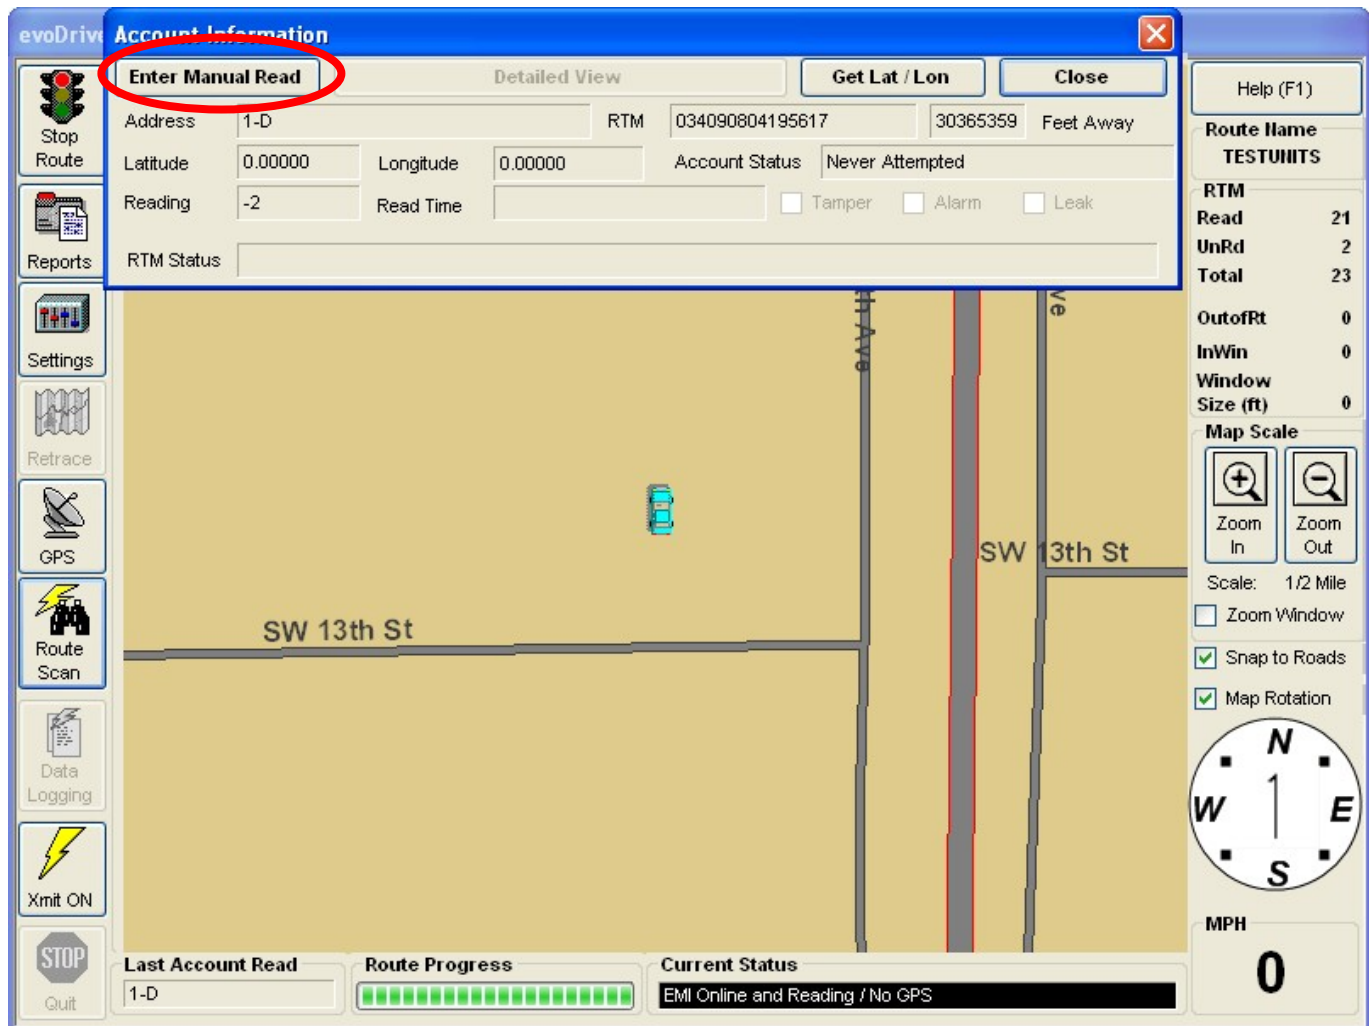 evoDrive
Account Information
Enter Manual Read
Detailed View
Get Lat / Lon
Close
Address
1-D
RTM
034090804195617
30365359
Feet Away
Latitude
0.00000
Longitude
0.00000
Account Status
Never Attempted
Reading
-2
Read Time
Tamper
Alarm
Leak
RTM Status
Stop
Route
Reports
Settings
Retrace
GPS
Route
Scan
Data
Logging
Xmit ON
STOP
Quit
th Ave
ve
SW 13th St
SW 13th St
Help (F1)
Route Name
TESTUNITS
RTM
Read 21
UnRd 2
Total 23
OutofRt 0
InWin 0
Window
Size (ft) 0
Map Scale
Zoom
In
Zoom
Out
Scale: 1/2 Mile
Zoom Window
Snap to Roads
Map Rotation
N
W
E
S
MPH
0
Last Account Read
1-D
Route Progress
Current Status
EMI Online and Reading / No GPS